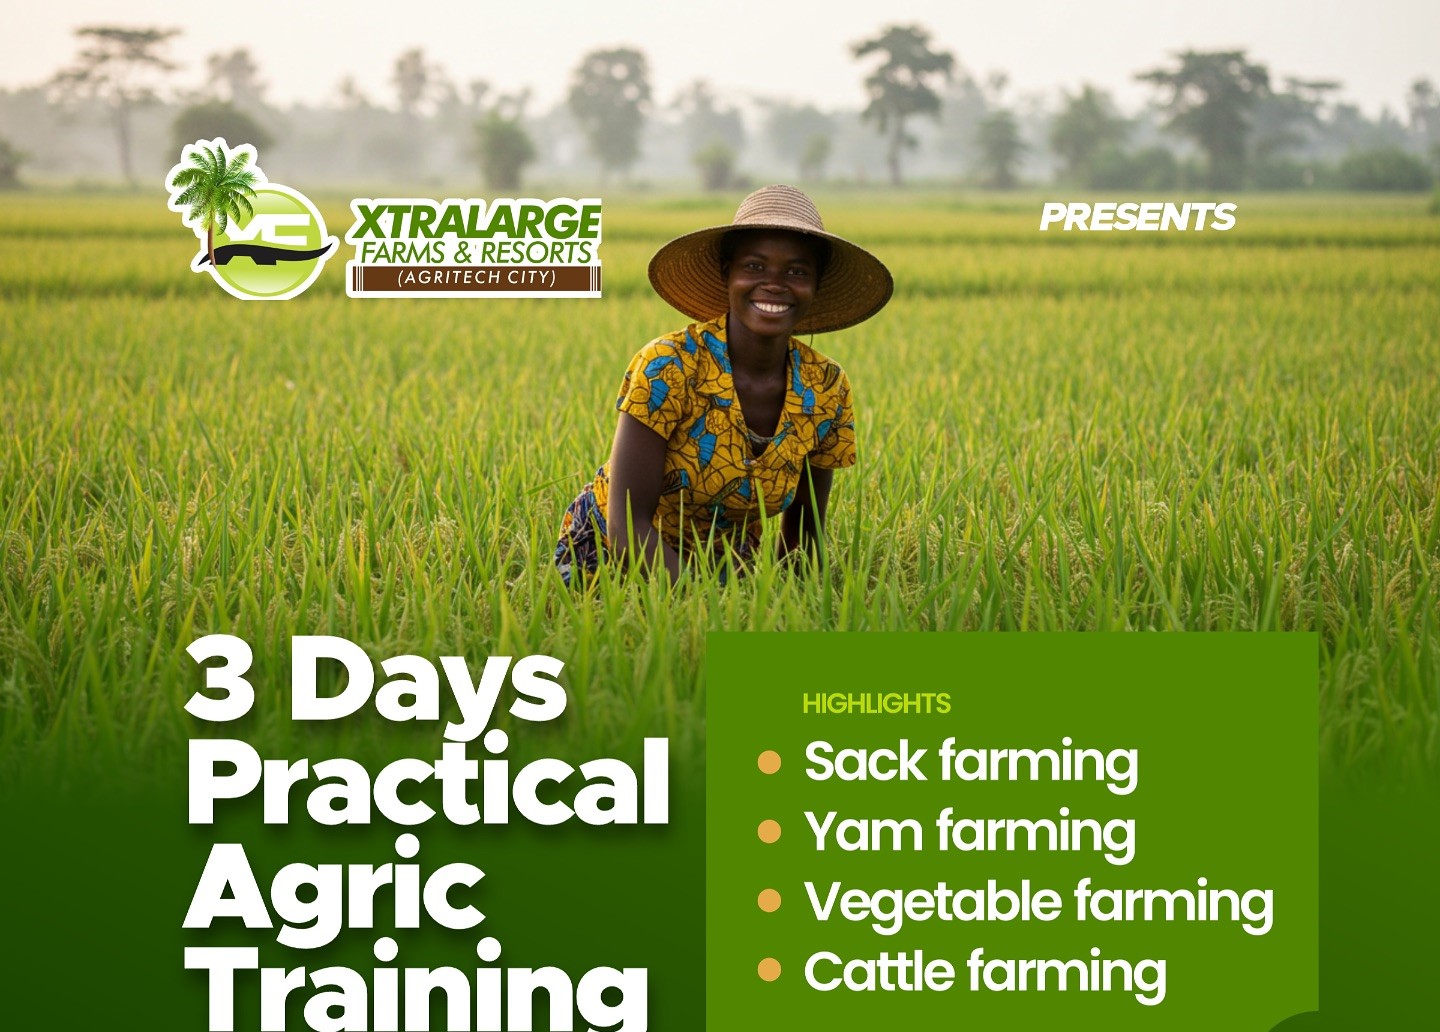 XTRALARGE
FARMS & RESORTS
(AGRITECH CITY)
PRESENTS
3 Days
Practical
Agric
Training
HIGHLIGHTS
Sack farming
Yam farming
Vegetable farming
Cattle farming